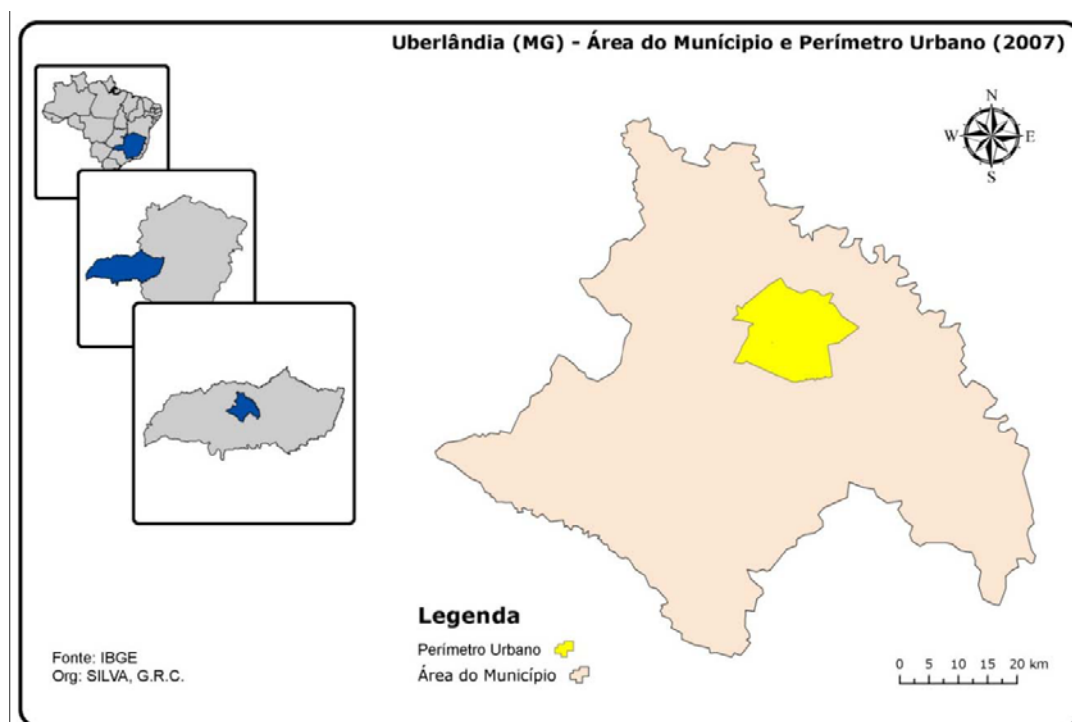 Uberlândia (MG) - Área do Munícipio e Perímetro Urbano (2007)
N
W E
S
Legenda
Perímetro Urbano
Área do Município
Fonte: IBGE
Org: SILVA, G.R.C.
0 5 10 15 20 km